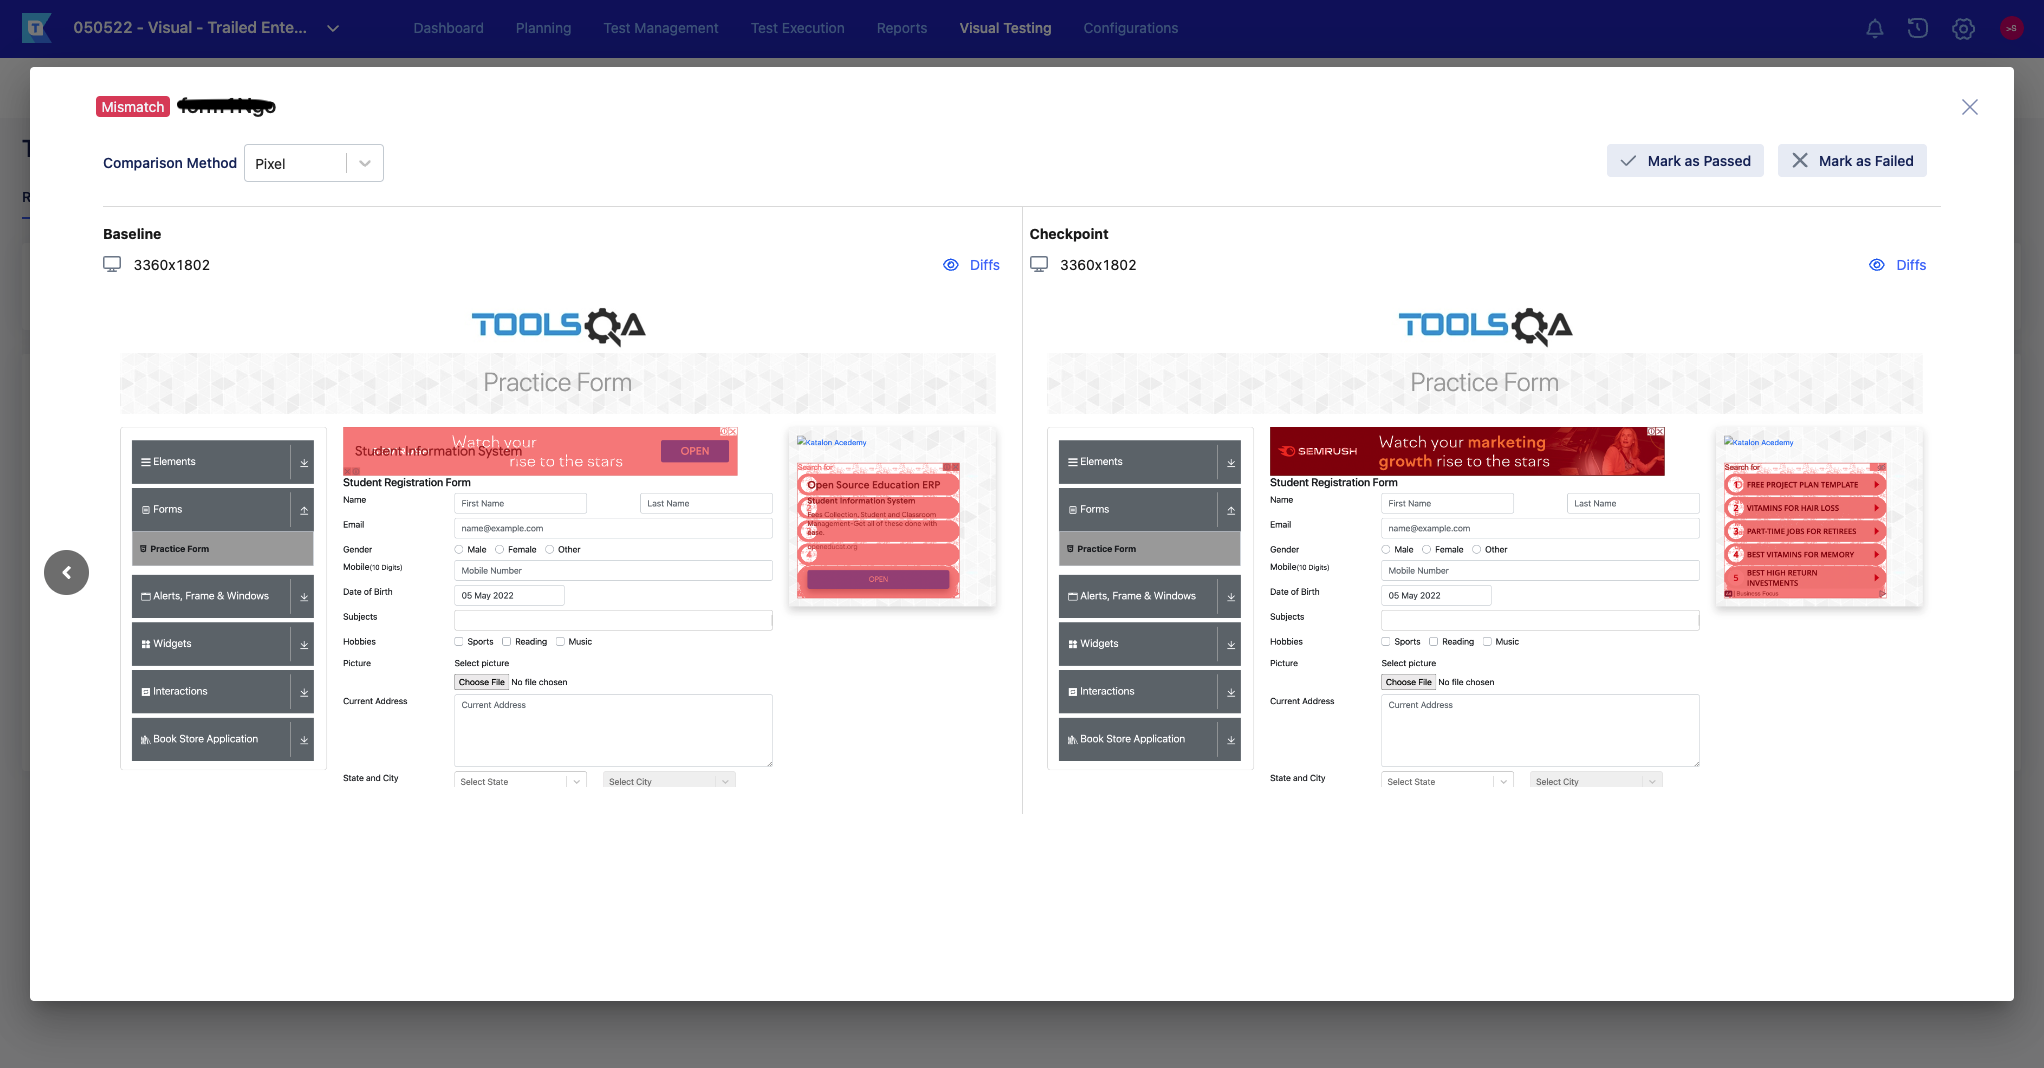 050522 - Visual - Trailed Ente...
Dashboard
Planning
Test Management
Test Execution
Reports
Visual Testing
Configurations
>S
Mismatch
Comparison Method
Pixel
Mark as Passed
Mark as Failed
Baseline
3360x1802
Diffs
TOOLSQA
Practice Form
Elements
Forms
Practice Form
Alerts, Frame & Windows
Widgets
Interactions
Book Store Application
Watch your
Student Information System
rise to the stars
OPEN
Student Registration Form
Name
First Name
Last Name
Email
name@example.com
Gender
Male
Female
Other
Mobile(10 Digits)
Mobile Number
Date of Birth
05 May 2022
Subjects
Hobbies
Sports
Reading
Music
Picture
Select picture
Choose File No file chosen
Current Address
Current Address
State and City
Select State
Select City
Katalon Acedemy
Search for
Open Source Education ERP
Student Information System
Fees Collection, Student and Classroom
Management-Get all of these done with
ease.
openeducat.org
4
OPEN
Checkpoint
3360x1802
Diffs
TOOLSQA
Practice Form
Elements
Forms
Practice Form
Alerts, Frame & Windows
Widgets
Interactions
Book Store Application
SEMRUSH
Watch your marketing
growth rise to the stars
Student Registration Form
Name
First Name
Last Name
Email
name@example.com
Gender
Male
Female
Other
Mobile(10 Digits)
Mobile Number
Date of Birth
05 May 2022
Subjects
Hobbies
Sports
Reading
Music
Picture
Select picture
Choose File No file chosen
Current Address
Current Address
State and City
Select State
Select City
Katalon Acedemy
Search for
1 FREE PROJECT PLAN TEMPLATE
2 VITAMINS FOR HAIR LOSS
3 PART-TIME JOBS FOR RETIREES
4 BEST VITAMINS FOR MEMORY
5 BEST HIGH RETURN
INVESTMENTS
Ad | Business Focus